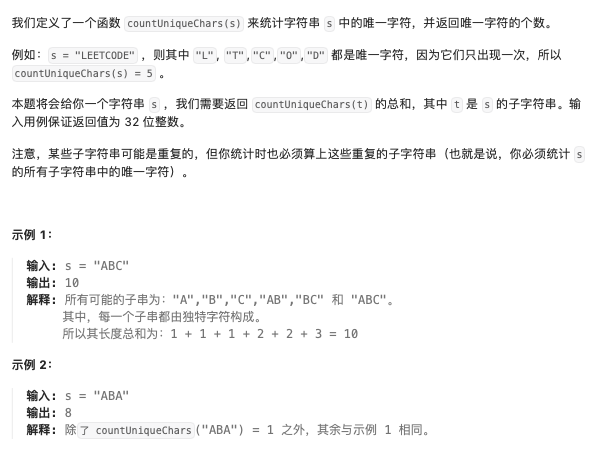 我们定义了一个函数 countUniqueChars(s) 来统计字符串 s 中的唯一字符，并返回唯一字符的个数。
例如：s = "LEETCODE" ，则其中 "L", "T","C","O","D" 都是唯一字符，因为它们只出现一次，所以
countUniqueChars(s) = 5 。
本题将会给你一个字符串 s ，我们需要返回 countUniqueChars(t) 的总和，其中 t 是 s 的子字符串。输
入用例保证返回值为 32 位整数。
注意，某些子字符串可能是重复的，但你统计时也必须算上这些重复的子字符串（也就是说，你必须统计 s
的所有子字符串中的唯一字符）。
示例 1：
输入: s = "ABC"
输出: 10
解释: 所有可能的子串为："A","B","C","AB","BC" 和 "ABC"。
其中，每一个子串都由独特字符构成。
所以其长度总和为：1 + 1 + 1 + 2 + 2 + 3 = 10
示例 2：
输入: s = "ABA"
输出: 8
解释: 除了 countUniqueChars("ABA") = 1 之外，其余与示例 1 相同。